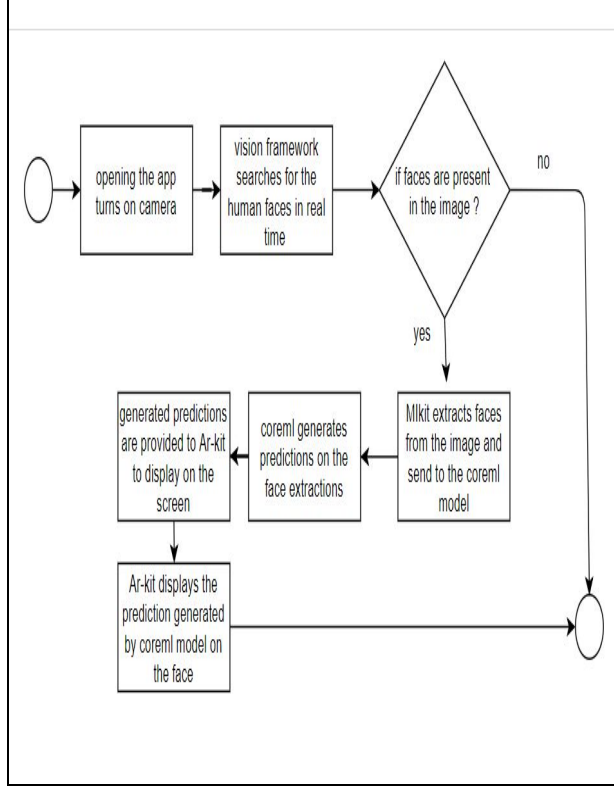 opening the app
turns on camera
vision framework
searches for the
human faces in real
time
if faces are present
in the image ?
no
yes
Mlkit extracts faces
from the image and
send to the coreml
model
coreml generates
predictions on the
face extractions
generated predictions
are provided to Ar-kit
to display on the
screen
Ar-kit displays the
prediction generated
by coreml model on
the face